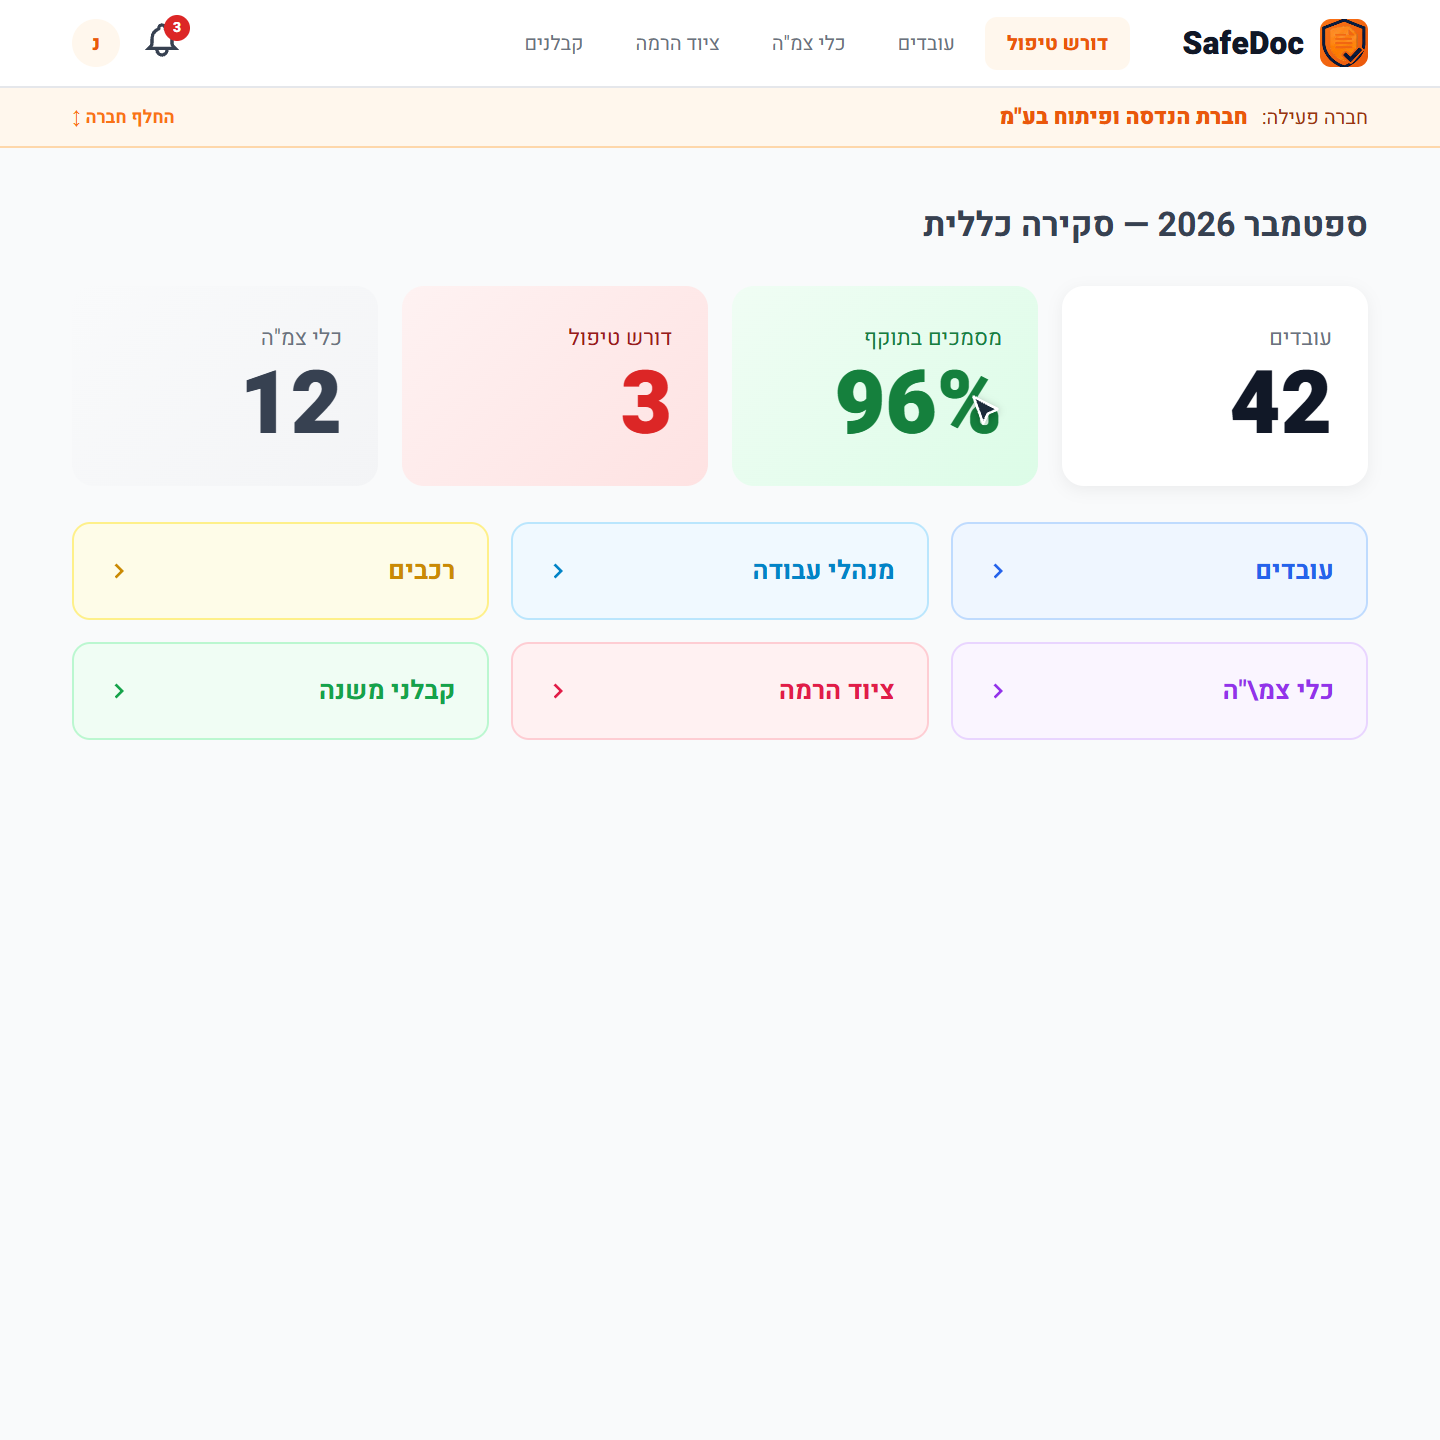 SafeDoc
דורש טיפול
עובדים
כלי צמ"ה
ציוד הרמה
קבלנים
3
נ
חברה פעילה: חברת הנדסה ופיתוח בע"מ
החלף חברה ↕
ספטמבר 2026 — סקירה כללית
עובדים
42
מסמכים בתוקף
96%
דורש טיפול
3
כלי צמ"ה
12
עובדים
מנהלי עבודה
רכבים
כלי צמ\"ה
ציוד הרמה
קבלני משנה